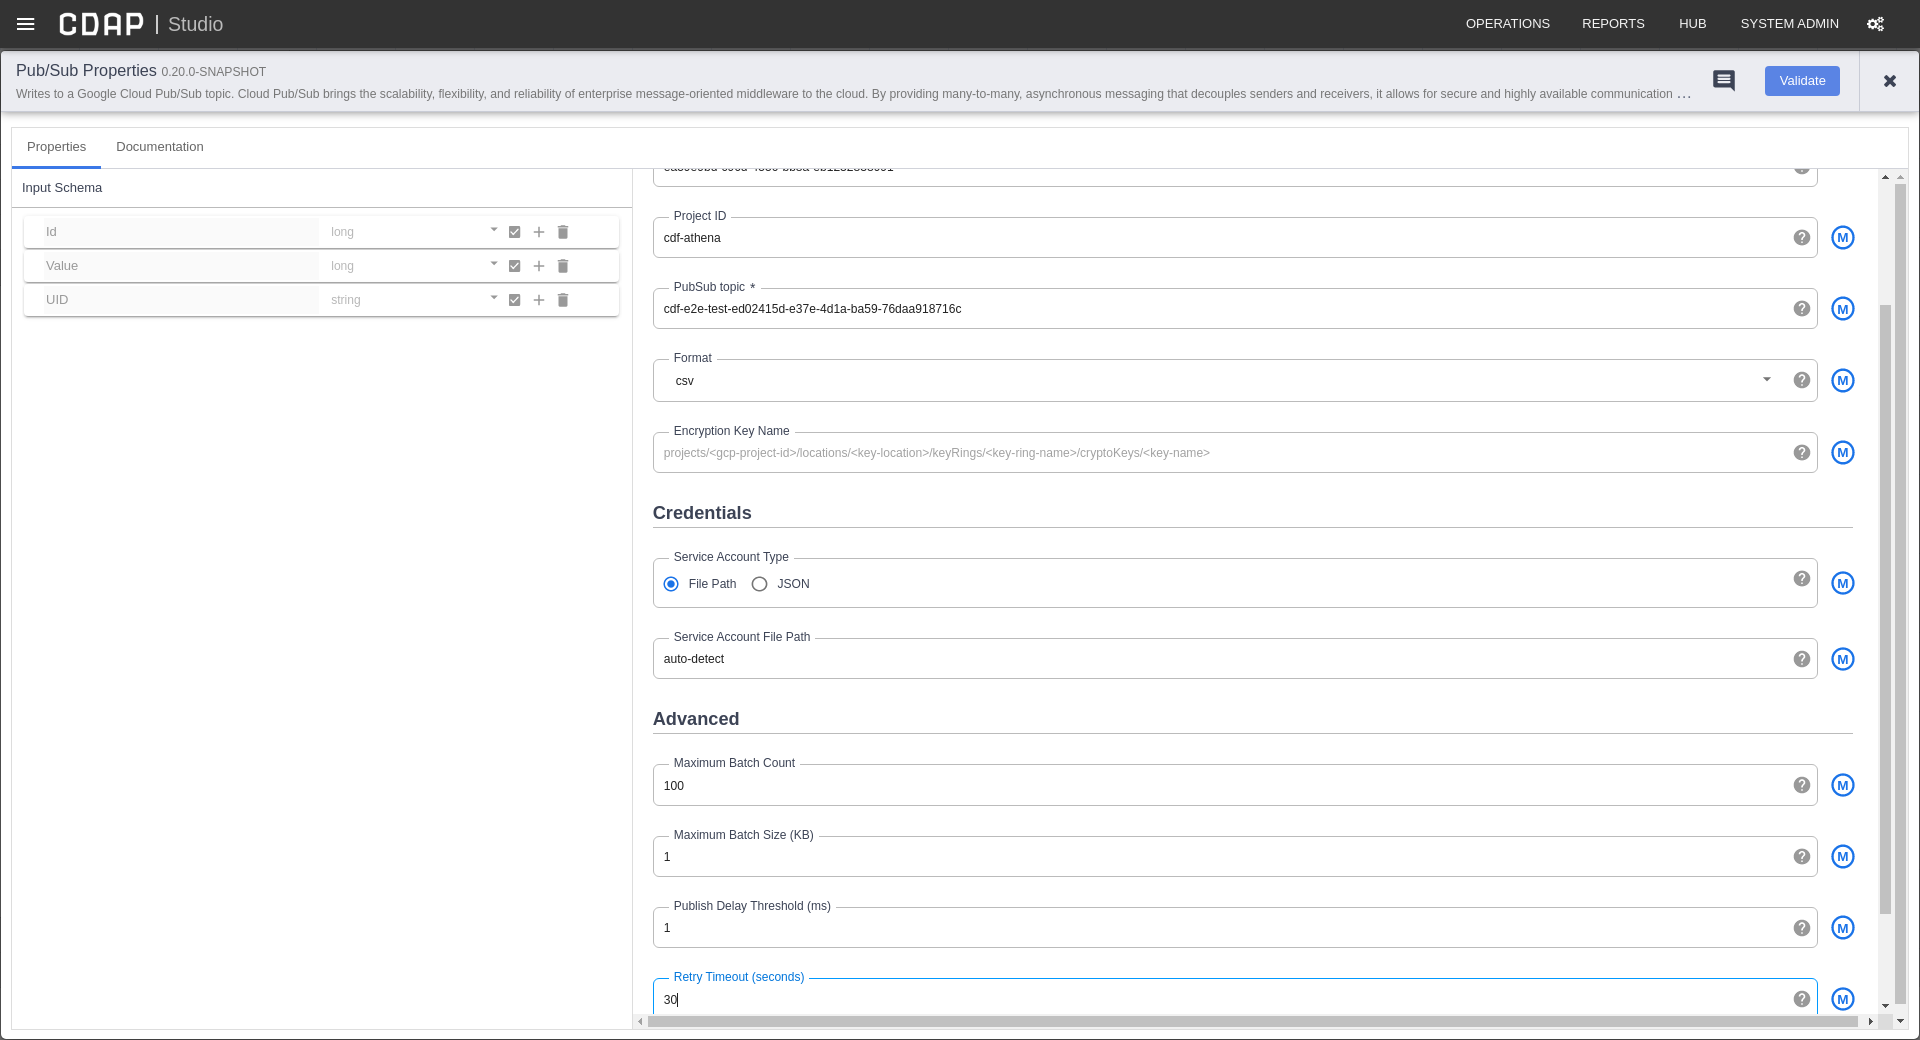 CDAP | Studio
OPERATIONS REPORTS HUB SYSTEM ADMIN
Pub/Sub Properties 0.20.0-SNAPSHOT
Writes to a Google Cloud Pub/Sub topic. Cloud Pub/Sub brings the scalability, flexibility, and reliability of enterprise message-oriented middleware to the cloud. By providing many-to-many, asynchronous messaging that decouples senders and receivers, it allows for secure and highly available communication ...
Validate
Properties Documentation
Input Schema
Id long
Value long
UID string
Project ID
cdf-athena
M
PubSub topic *
cdf-e2e-test-ed02415d-e37e-4d1a-ba59-76daa918716c
M
Format
csv
M
Encryption Key Name
projects/<gcp-project-id>/locations/<key-location>/keyRings/<key-ring-name>/cryptoKeys/<key-name>
M
Credentials
Service Account Type
File Path JSON
M
Service Account File Path
auto-detect
M
Advanced
Maximum Batch Count
100
M
Maximum Batch Size (KB)
1
M
Publish Delay Threshold (ms)
1
M
Retry Timeout (seconds)
30
M